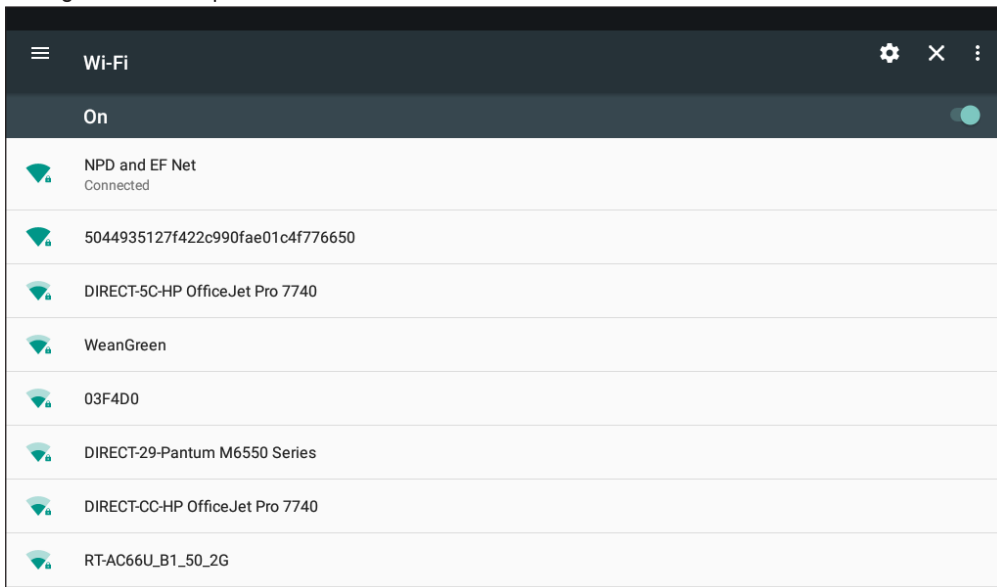 Wi-Fi
On
NPD and EF Net
Connected
5044935127f422c990fae01c4f776650
DIRECT-5C-HP OfficeJet Pro 7740
WeanGreen
03F4D0
DIRECT-29-Pantum M6550 Series
DIRECT-CC-HP OfficeJet Pro 7740
RT-AC66U_B1_50_2G